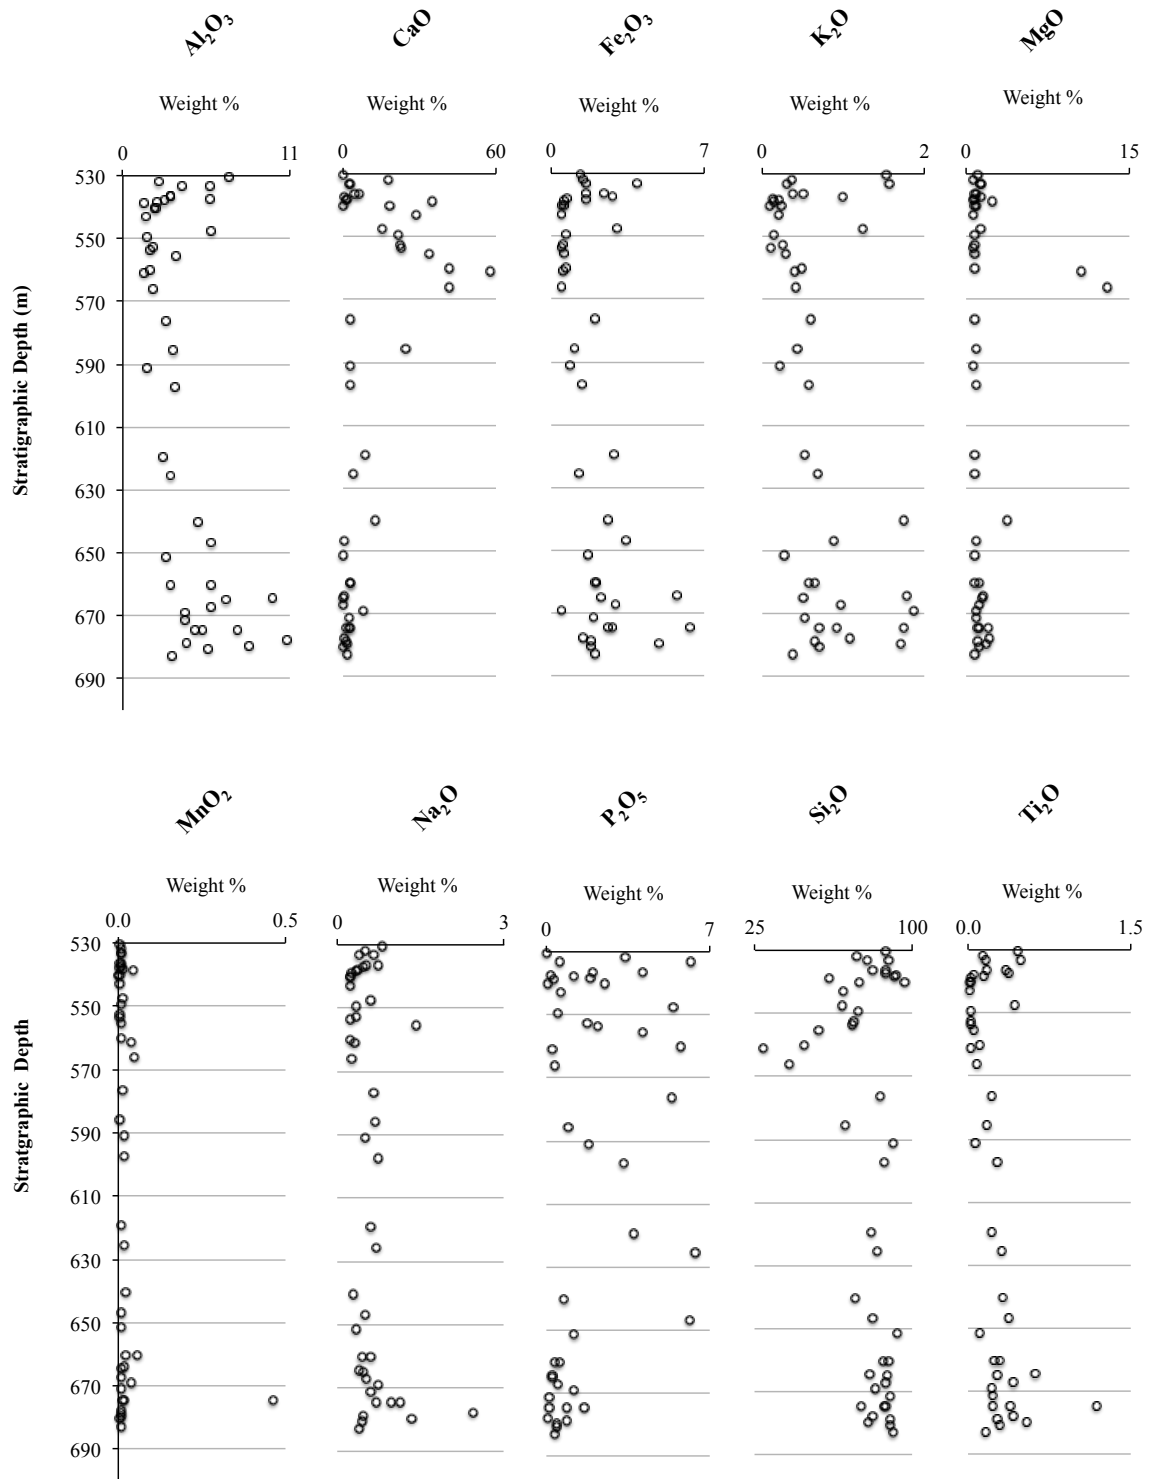 Al₂O₃ CaO Fe₂O₃ K₂O MgO
Weight % Weight % Weight % Weight % Weight %
0 11 0 60 0 7 0 2 0 15
Stratigraphic Depth (m)
530
550
570
590
610
630
650
670
690
MnO₂ Na₂O P₂O₅ Si₂O Ti₂O
Weight % Weight % Weight % Weight % Weight %
0.0 0.5 0 3 0 7 25 100 0.0 1.5
Stratgraphic Depth
530
550
570
590
610
630
650
670
690